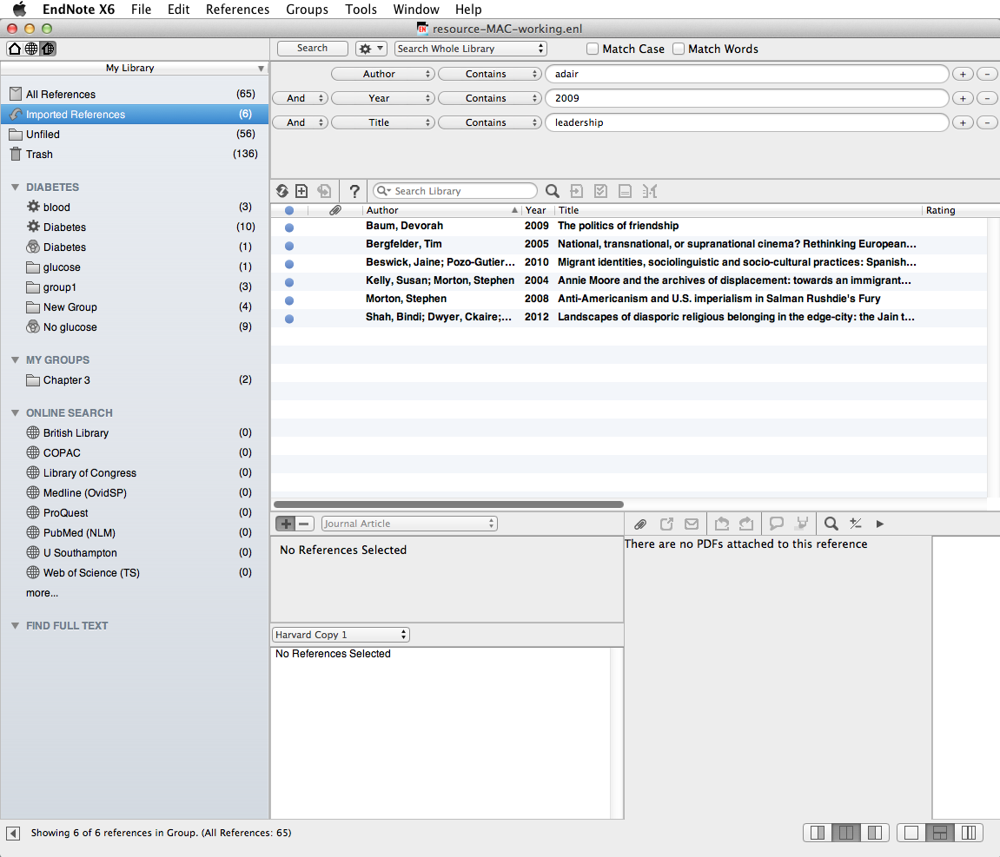 EndNote X6 File Edit References Groups Tools Window Help
resource-MAC-working.enl
Search Search Whole Library Match Case Match Words
My Library
All References (65)
Imported References (6)
Unfiled (56)
Trash (136)
DIABETES
blood (3)
Diabetes (10)
Diabetes (1)
glucose (1)
group1 (3)
New Group (4)
No glucose (9)
MY GROUPS
Chapter 3 (2)
ONLINE SEARCH
British Library (0)
COPAC (0)
Library of Congress (0)
Medline (OvidSP) (0)
ProQuest (0)
PubMed (NLM) (0)
U Southampton (0)
Web of Science (TS) (0)
more...
FIND FULL TEXT
Author Contains adair + -
And Year Contains 2009 + -
And Title Contains leadership + -
? Search Library
Author Year Title Rating
Baum, Devorah 2009 The politics of friendship
Bergfelder, Tim 2005 National, transnational, or supranational cinema? Rethinking European...
Beswick, Jaine; Pozo-Gutier... 2010 Migrant identities, sociolinguistic and socio-cultural practices: Spanish...
Kelly, Susan; Morton, Stephen 2004 Annie Moore and the archives of displacement: towards an immigrant...
Morton, Stephen 2008 Anti-Americanism and U.S. imperialism in Salman Rushdie's Fury
Shah, Bindi; Dwyer, Ckaire;... 2012 Landscapes of diasporic religious belonging in the edge-city: the Jain t...
Journal Article
No References Selected
There are no PDFs attached to this reference
Harvard Copy 1
No References Selected
Showing 6 of 6 references in Group. (All References: 65)